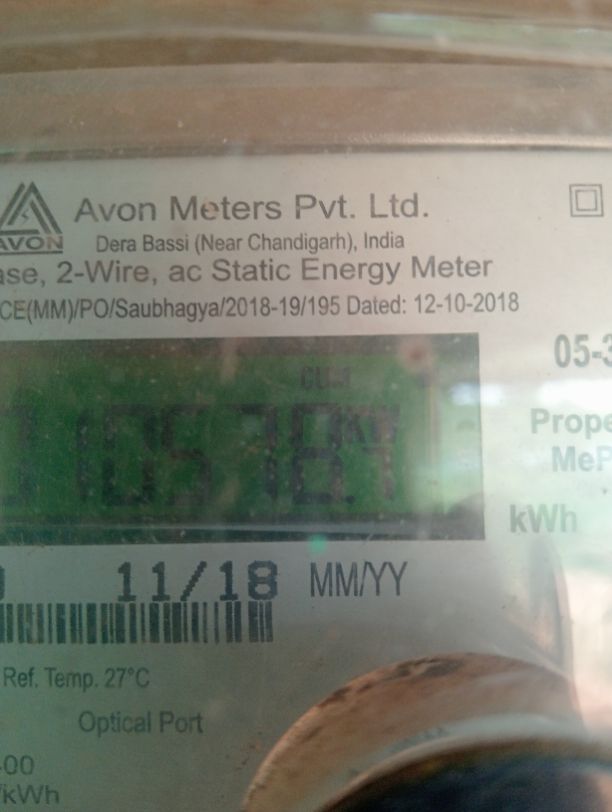 Avon Meters Pvt. Ltd.
AVON
Dera Bassi (Near Chandigarh), India
ase, 2-Wire, ac Static Energy Meter
CE(MM)/PO/Saubhagya/2018-19/195 Dated: 12-10-2018
05-3
CUM
Prope
MeP
kW
kWh
11/18 MM/YY
Ref. Temp. 27°C
Optical Port
-00
/kWh